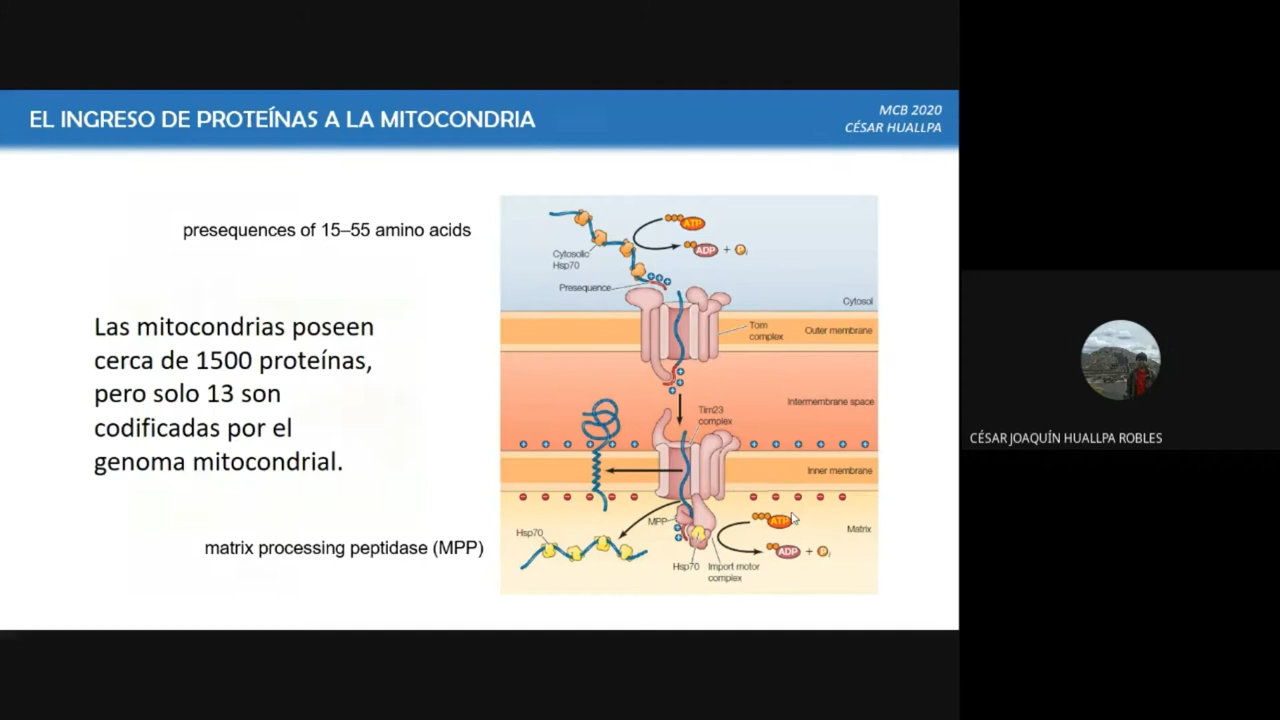 EL INGRESO DE PROTEÍNAS A LA MITOCONDRIA
MCB 2020
CÉSAR HUALLPA
presequences of 15–55 amino acids
Las mitocondrias poseen
cerca de 1500 proteínas,
pero solo 13 son
codificadas por el
genoma mitocondrial.
matrix processing peptidase (MPP)
ATP
Cytosolic
Hsp70
ADP + Pi
Presequence
Cytosol
Tom
complex
Outer membrane
Intermembrane space
Tim23
complex
Inner membrane
MPP
ATP
Matrix
Hsp70
ADP + Pi
Hsp70
Import motor
complex
CÉSAR JOAQUÍN HUALLPA ROBLES